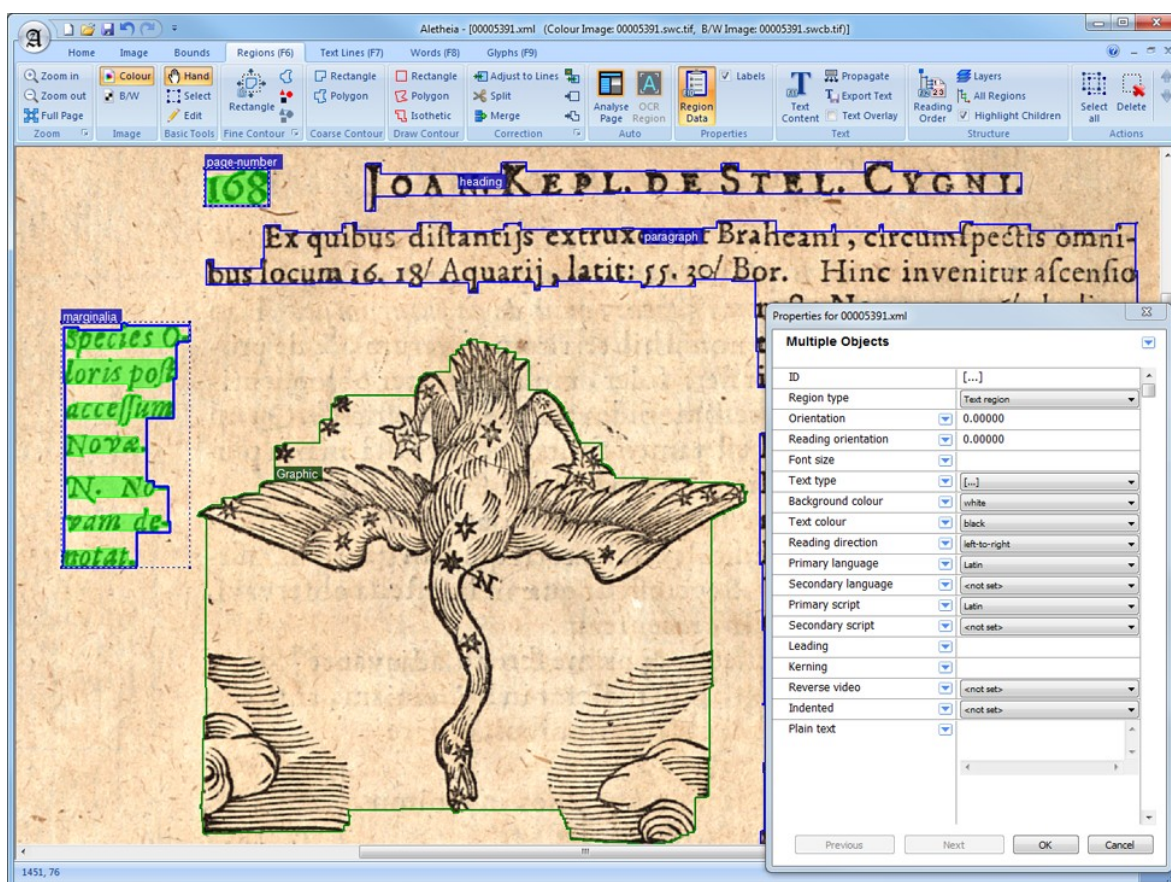 Aletheia - [00005391.xml   (Colour Image: 00005391.swc.tif,  B/W Image: 00005391.swcb.tif)]
Home Image Bounds Regions (F6) Text Lines (F7) Words (F8) Glyphs (F9)
Zoom in
Zoom out
Full Page
Zoom
Colour
B/W
Image
Hand
Select
Edit
Basic Tools
Rectangle
Fine Contour
Rectangle
Polygon
Coarse Contour
Rectangle
Polygon
Isothetic
Draw Contour
Adjust to Lines
Split
Merge
Correction
Analyse Page
OCR Region
Auto
Region Data
Labels
Properties
Text Content
Propagate
Export Text
Text Overlay
Text
Reading Order
Layers
All Regions
Highlight Children
Structure
Select all
Delete
Actions
page-number
168
heading
JOA. KEPL. DE STEL. CYGNI.
paragraph
Ex quibus diſtantijs extruxe Braheani, circumſpectis omni-
bus locum 16. 18/ Aquarij, latit: 55. 30/ Bor. Hinc invenitur aſcenſio
marginalia
Species O-
loris poſt
acceſſum
Novæ.
N. No-
vam de-
notat.
Graphic
N
Properties for 00005391.xml
Multiple Objects
ID [...]
Region type Text region
Orientation 0.00000
Reading orientation 0.00000
Font size
Text type [...]
Background colour white
Text colour black
Reading direction left-to-right
Primary language Latin
Secondary language <not set>
Primary script Latin
Secondary script <not set>
Leading
Kerning
Reverse video <not set>
Indented <not set>
Plain text
Previous Next OK Cancel
1451, 76